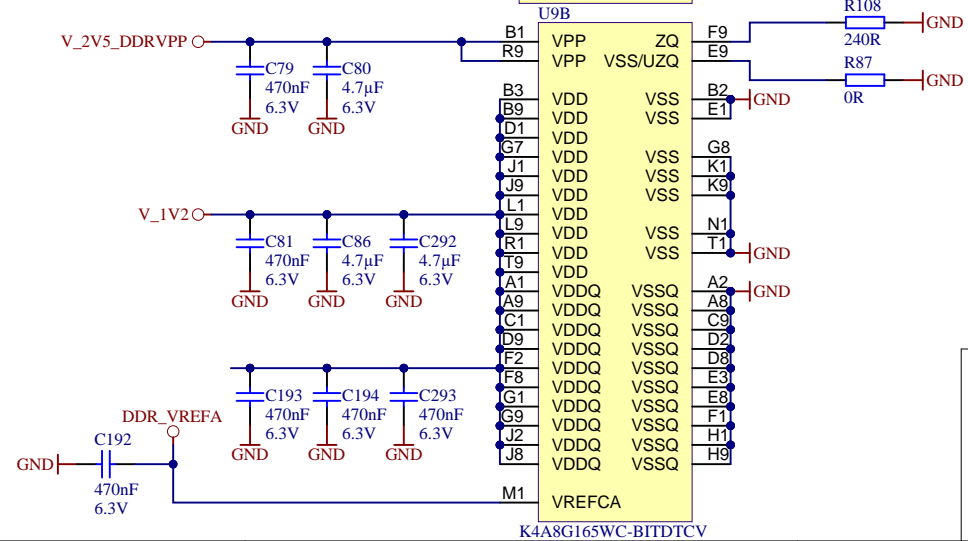 U9B
R108
V_2V5_DDRVPP
B1
VPP
ZQ
F9
240R
GND
R9
VPP
VSS/UZQ
E9
R87
0R
GND
C79
470nF
6.3V
GND
C80
4.7µF
6.3V
GND
B3
VDD
VSS
B2
GND
B9
VDD
VSS
E1
D1
VDD
G7
VDD
VSS
G8
J1
VDD
VSS
K1
J9
VDD
VSS
K9
V_1V2
L1
VDD
L9
VDD
VSS
N1
R1
VDD
VSS
T1
GND
T9
VDD
C81
470nF
6.3V
GND
C86
4.7µF
6.3V
GND
C292
4.7µF
6.3V
GND
A1
VDDQ
VSSQ
A2
GND
A9
VDDQ
VSSQ
A8
C1
VDDQ
VSSQ
C9
D9
VDDQ
VSSQ
D2
F2
VDDQ
VSSQ
D8
F8
VDDQ
VSSQ
E3
G1
VDDQ
VSSQ
E8
G9
VDDQ
VSSQ
F1
J2
VDDQ
VSSQ
H1
J8
VDDQ
VSSQ
H9
C193
470nF
6.3V
GND
C194
470nF
6.3V
GND
C293
470nF
6.3V
GND
DDR_VREFA
C192
GND
470nF
6.3V
M1
VREFCA
K4A8G165WC-BITDTCV